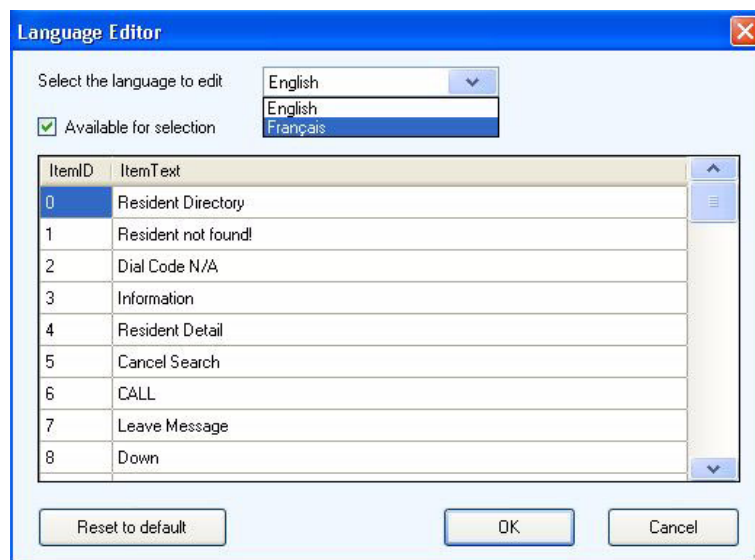 Language Editor
Select the language to edit English
English
Available for selection Français
ItemID ItemText
0 Resident Directory
1 Resident not found!
2 Dial Code N/A
3 Information
4 Resident Detail
5 Cancel Search
6 CALL
7 Leave Message
8 Down
Reset to default OK Cancel